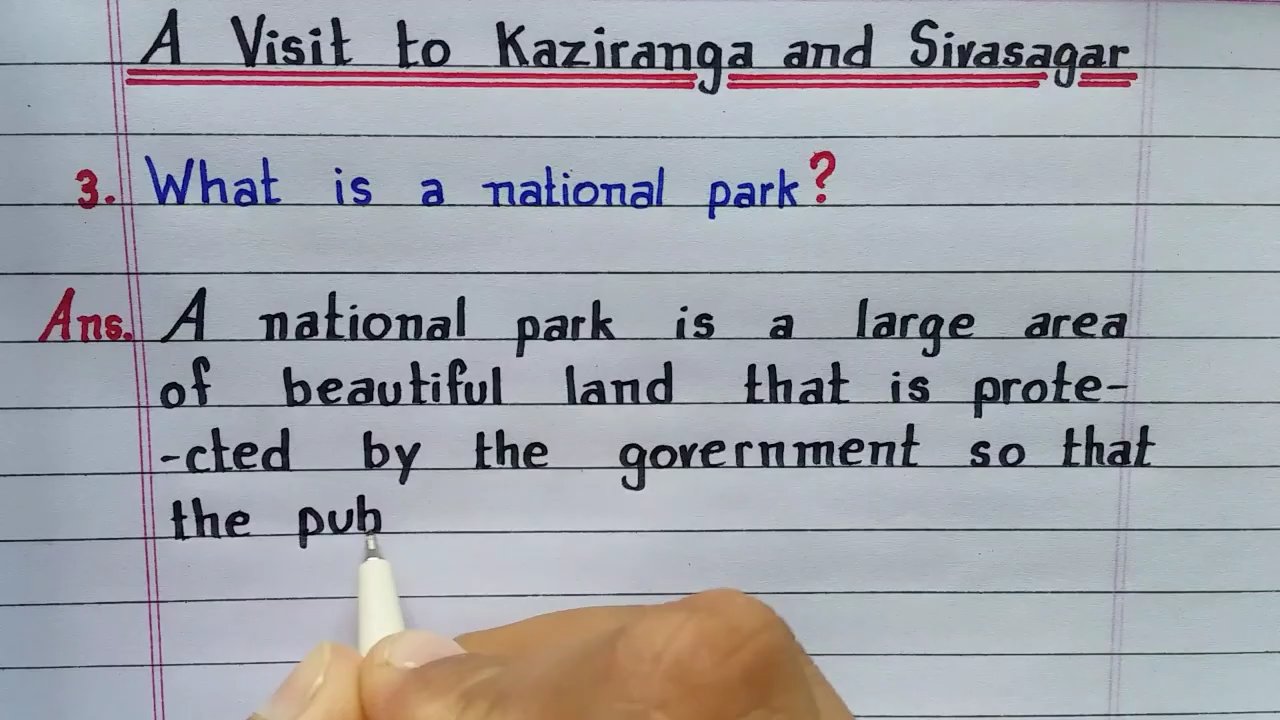 A Visit to Kaziranga and Sivasagar
3. What is a national park?
Ans. A national park is a large area
of beautiful land that is prote-
-cted by the government so that
the pub